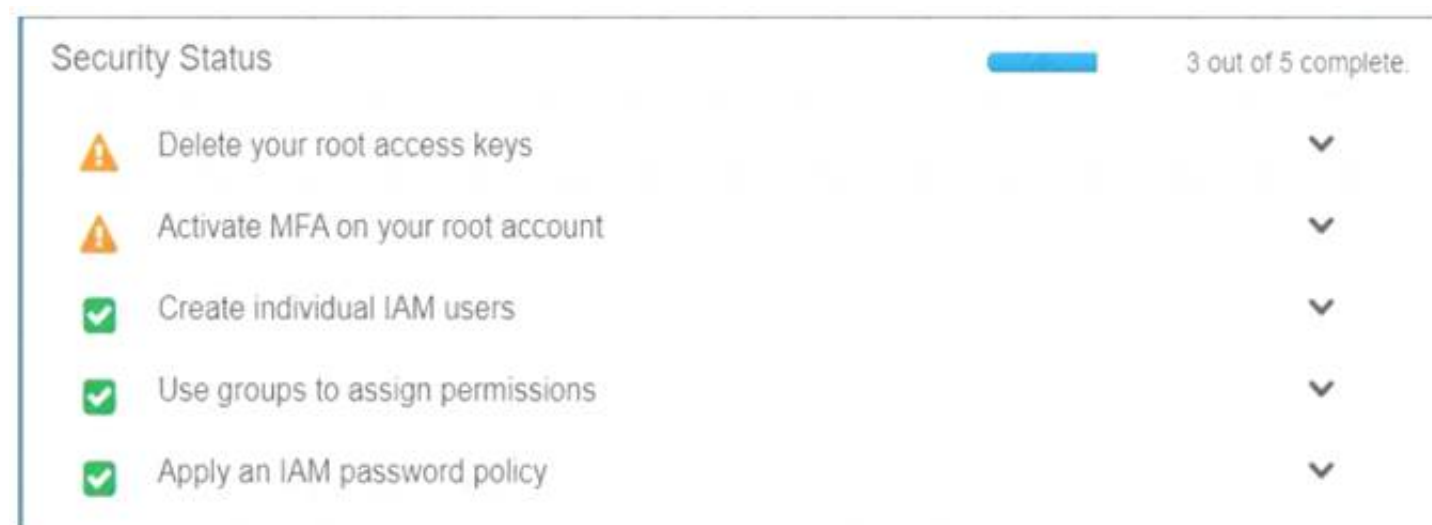 Security Status
3 out of 5 complete.
Delete your root access keys
Activate MFA on your root account
Create individual IAM users
Use groups to assign permissions
Apply an IAM password policy